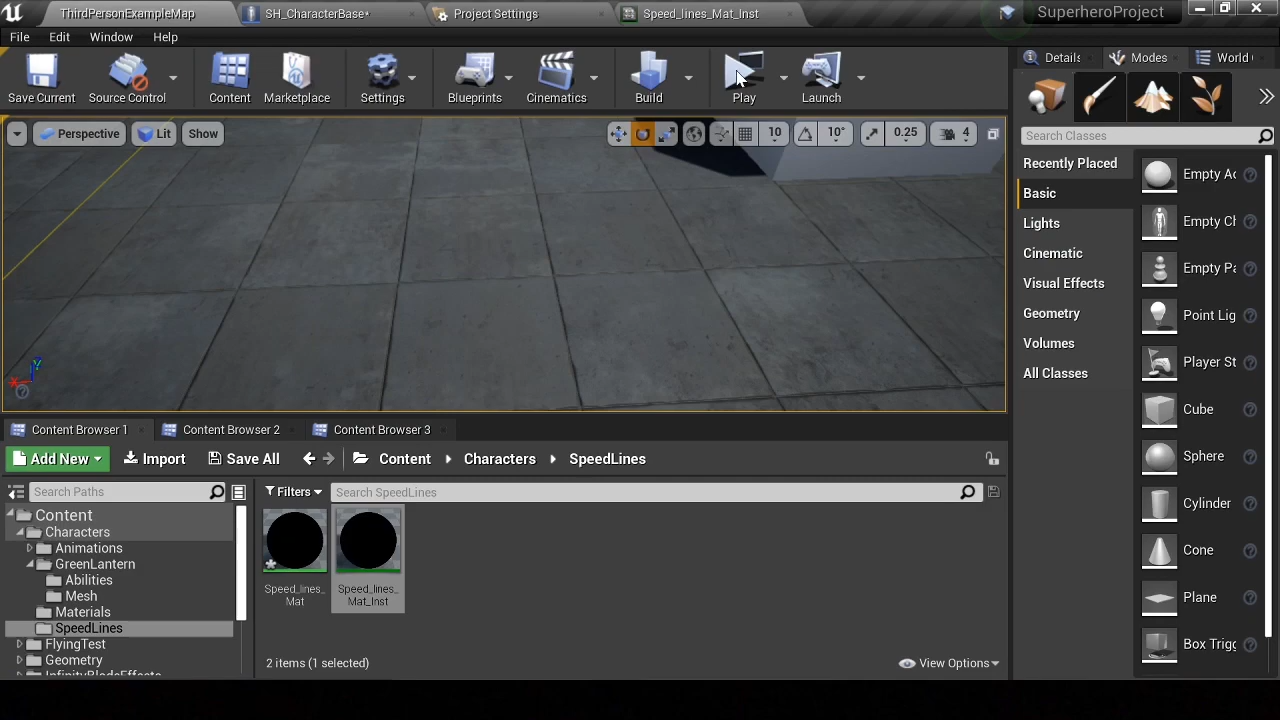 ThirdPersonExampleMap
SH_CharacterBase*
Project Settings
Speed_lines_Mat_Inst
SuperheroProject
File Edit Window Help
Details
Modes
World
Save Current
Source Control
Content
Marketplace
Settings
Blueprints
Cinematics
Build
Play
Launch
Perspective
Lit
Show
10
10°
0.25
4
Search Classes
Recently Placed
Basic
Lights
Cinematic
Visual Effects
Geometry
Volumes
All Classes
Empty Ac
Empty Ch
Empty Pa
Point Lig
Player St
Cube
Sphere
Cylinder
Cone
Plane
Box Trigg
Content Browser 1
Content Browser 2
Content Browser 3
Add New
Import
Save All
Content
Characters
SpeedLines
Search Paths
Filters
Search SpeedLines
Content
Characters
Animations
GreenLantern
Abilities
Mesh
Materials
SpeedLines
FlyingTest
Geometry
InfinityBladeEffects
Speed_lines_
Mat
Speed_lines_
Mat_Inst
2 items (1 selected)
View Options